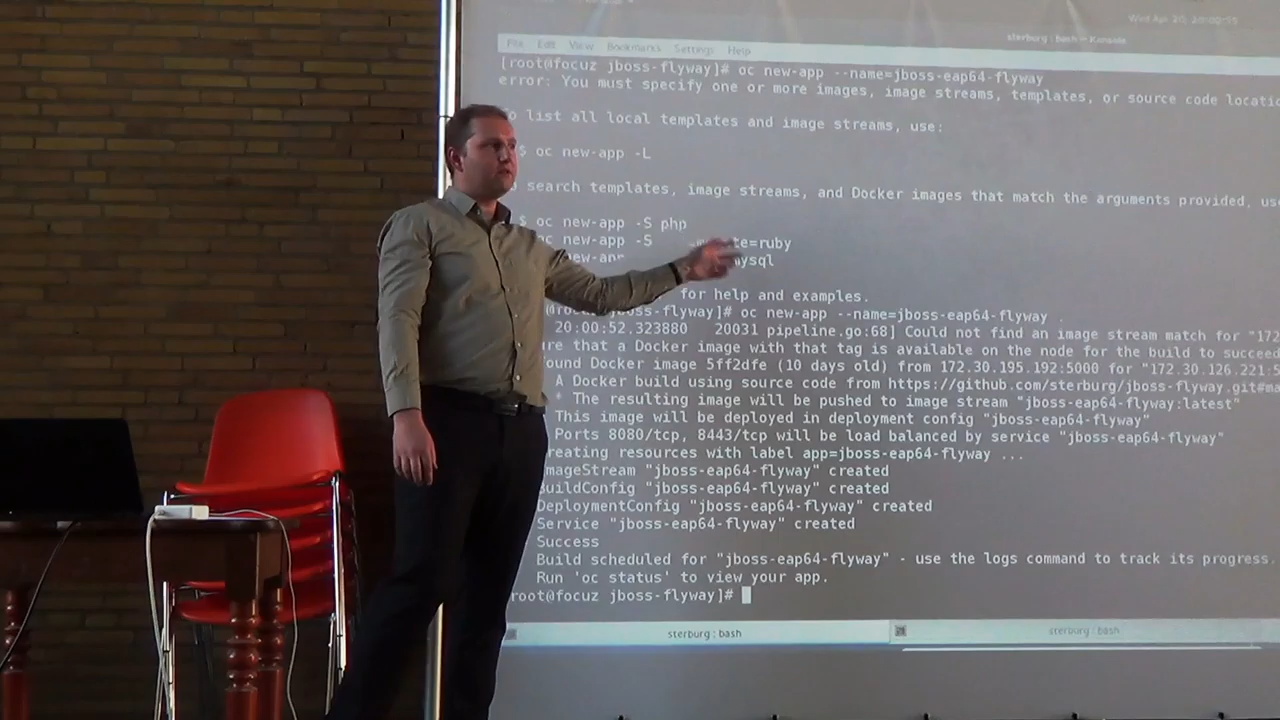 Wed Apr 20, 20:00:55
sterburg : bash — Konsole
File Edit View Bookmarks Settings Help
[root@focuz jboss-flyway]# oc new-app --name=jboss-eap64-flyway
error: You must specify one or more images, image streams, templates, or source code locatio
o list all local templates and image streams, use:
$ oc new-app -L
search templates, image streams, and Docker images that match the arguments provided, use
$ oc new-app -S php
oc new-app -S te=ruby
new-app mysql
for help and examples.
jboss-flyway]# oc new-app --name=jboss-eap64-flyway .
20:00:52.323880 20031 pipeline.go:68] Could not find an image stream match for "172
re that a Docker image with that tag is available on the node for the build to succeed
ound Docker image 5ff2dfe (10 days old) from 172.30.195.192:5000 for "172.30.126.221:5
A Docker build using source code from https://github.com/sterburg/jboss-flyway.git#ma
* The resulting image will be pushed to image stream "jboss-eap64-flyway:latest"
This image will be deployed in deployment config "jboss-eap64-flyway"
Ports 8080/tcp, 8443/tcp will be load balanced by service "jboss-eap64-flyway"
reating resources with label app=jboss-eap64-flyway ...
mageStream "jboss-eap64-flyway" created
BuildConfig "jboss-eap64-flyway" created
DeploymentConfig "jboss-eap64-flyway" created
Service "jboss-eap64-flyway" created
Success
Build scheduled for "jboss-eap64-flyway" - use the logs command to track its progress.
Run 'oc status' to view your app.
root@focuz jboss-flyway]#
sterburg : bash
sterburg : bash